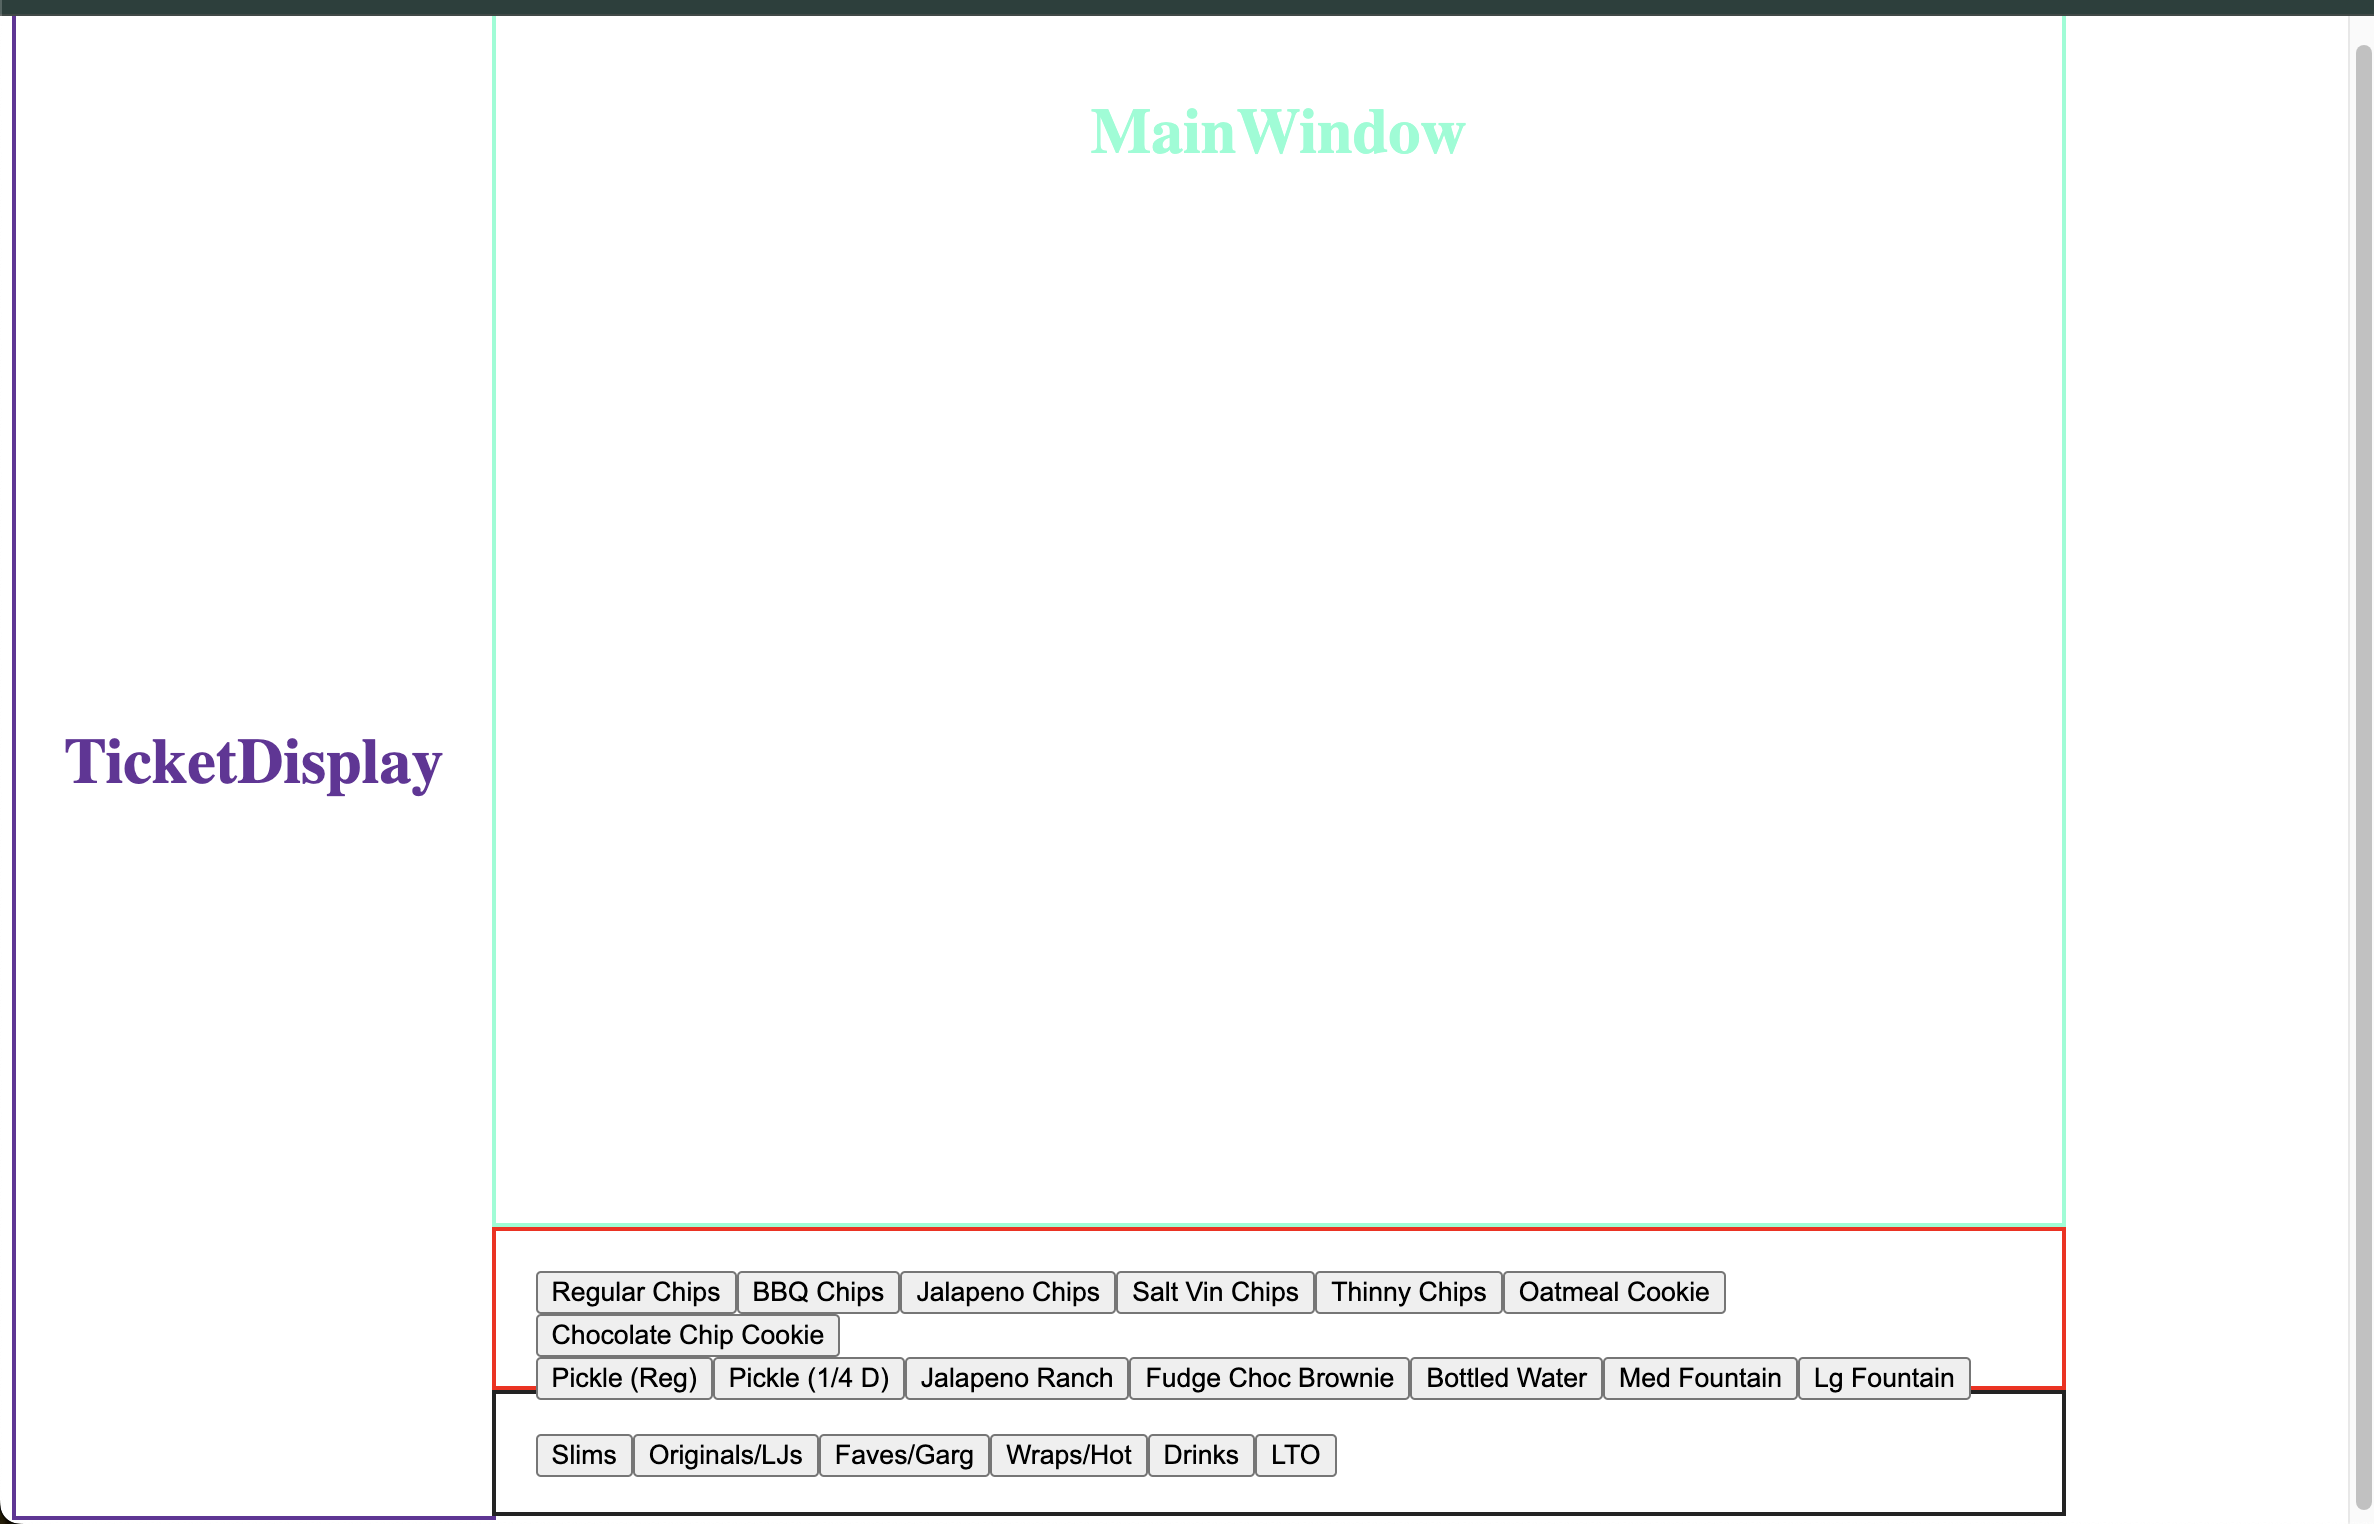 MainWindow
TicketDisplay
Regular Chips BBQ Chips Jalapeno Chips Salt Vin Chips Thinny Chips Oatmeal Cookie
Chocolate Chip Cookie
Pickle (Reg) Pickle (1/4 D) Jalapeno Ranch Fudge Choc Brownie Bottled Water Med Fountain Lg Fountain
Slims Originals/LJs Faves/Garg Wraps/Hot Drinks LTO